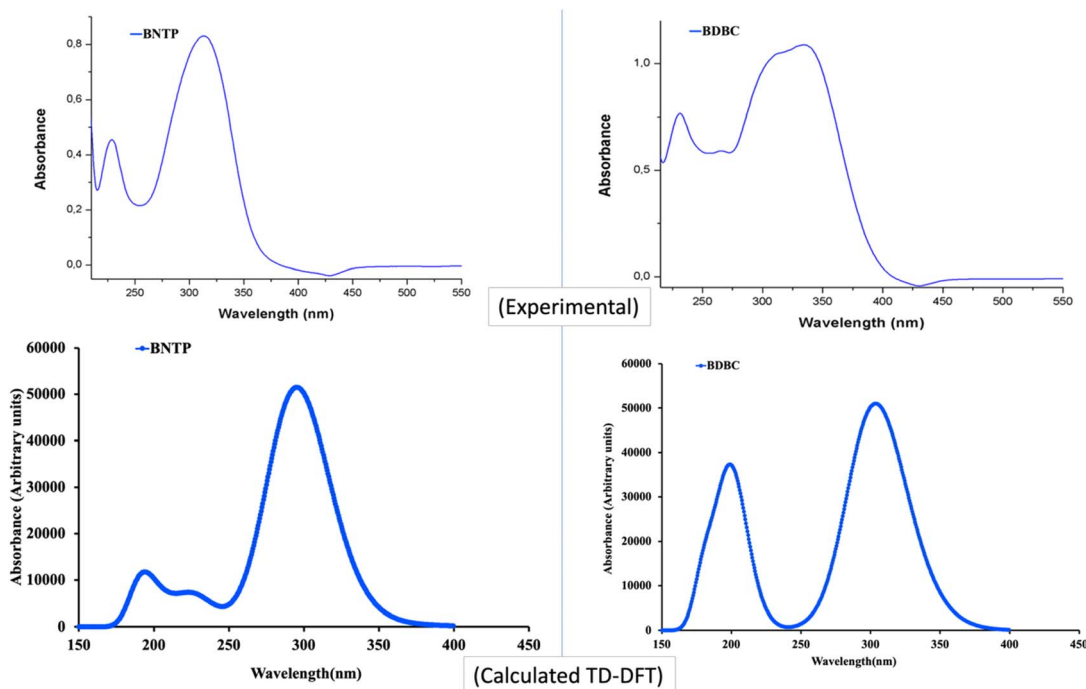 BNTP
0,8
0,6
0,4
0,2
0,0
Absorbance
250 300 350 400 450 500 550
Wavelength (nm)
BDBC
1,0
0,5
0,0
Absorbance
250 300 350 400 450 500 550
Wavelength (nm)
(Experimental)
BNTP
60000
50000
40000
30000
20000
10000
0
Absorbance (Arbitrary units)
150 200 250 300 350 400 450
Wavelength(nm)
BDBC
60000
50000
40000
30000
20000
10000
0
Absorbance (Arbitrary units)
150 200 250 300 350 400 450
Wavelength(nm)
(Calculated TD-DFT)